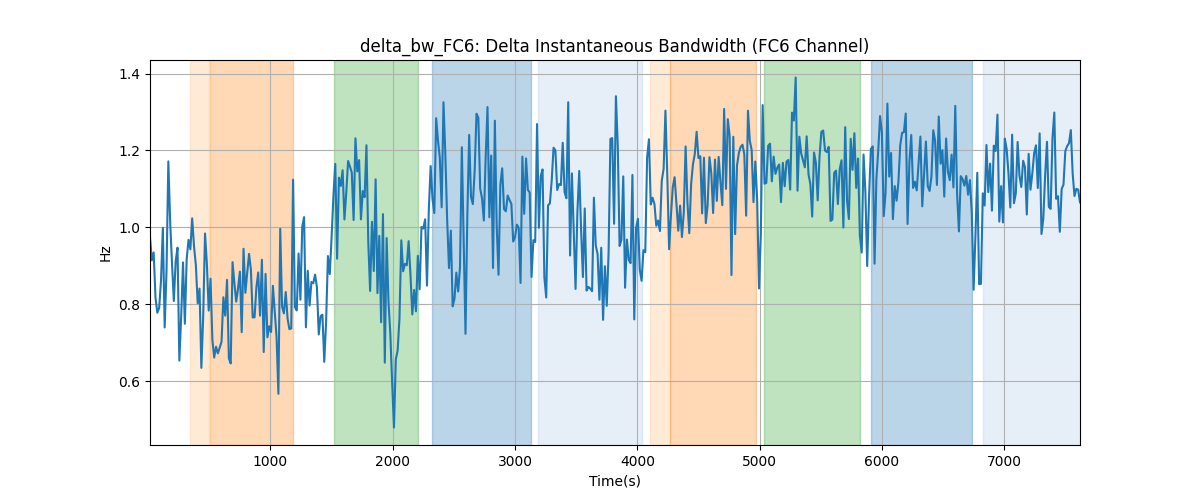 delta_bw_FC6: Delta Instantaneous Bandwidth (FC6 Channel)
1.4
1.2
1.0
0.8
0.6
Hz
1000 2000 3000 4000 5000 6000 7000
Time(s)